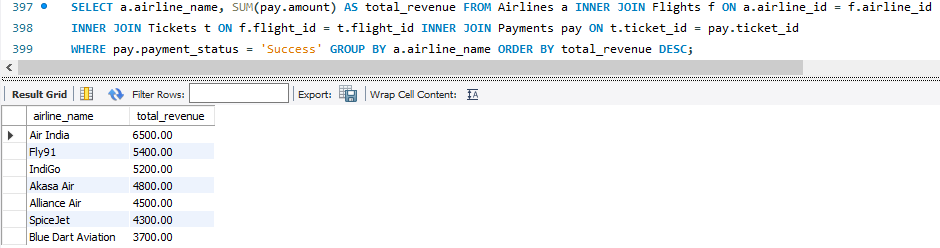 397 SELECT a.airline_name, SUM(pay.amount) AS total_revenue FROM Airlines a INNER JOIN Flights f ON a.airline_id = f.airline_id
398 INNER JOIN Tickets t ON f.flight_id = t.flight_id INNER JOIN Payments pay ON t.ticket_id = pay.ticket_id
399 WHERE pay.payment_status = 'Success' GROUP BY a.airline_name ORDER BY total_revenue DESC;
Result Grid Filter Rows: Export: Wrap Cell Content: IA
airline_name total_revenue
Air India 6500.00
Fly91 5400.00
IndiGo 5200.00
Akasa Air 4800.00
Alliance Air 4500.00
SpiceJet 4300.00
Blue Dart Aviation 3700.00